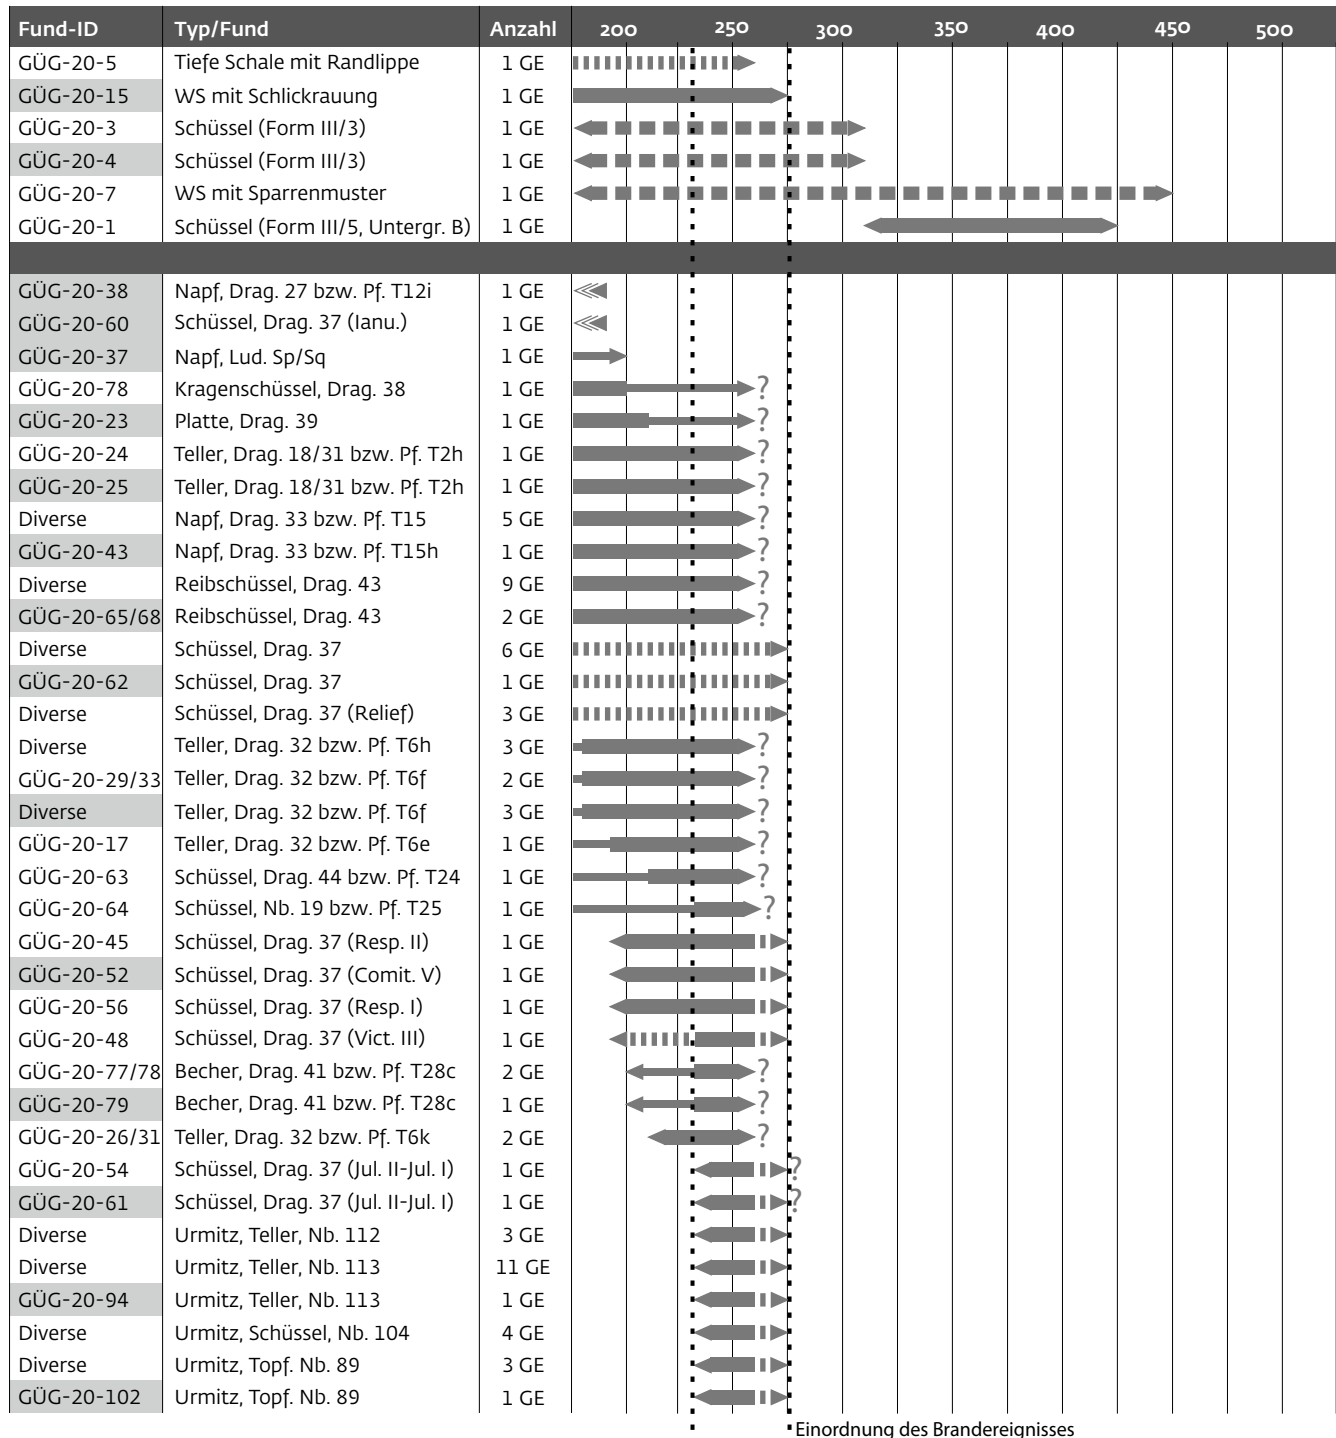 Fund-ID Typ/Fund Anzahl 200 250 300 350 400 450 500
GÜG-20-5 Tiefe Schale mit Randlippe 1 GE
GÜG-20-15 WS mit Schlickrauung 1 GE
GÜG-20-3 Schüssel (Form III/3) 1 GE
GÜG-20-4 Schüssel (Form III/3) 1 GE
GÜG-20-7 WS mit Sparrenmuster 1 GE
GÜG-20-1 Schüssel (Form III/5, Untergr. B) 1 GE
GÜG-20-38 Napf, Drag. 27 bzw. Pf. T12i 1 GE
GÜG-20-60 Schüssel, Drag. 37 (Ianu.) 1 GE
GÜG-20-37 Napf, Lud. Sp/Sq 1 GE
GÜG-20-78 Kragenschüssel, Drag. 38 1 GE ?
GÜG-20-23 Platte, Drag. 39 1 GE ?
GÜG-20-24 Teller, Drag. 18/31 bzw. Pf. T2h 1 GE ?
GÜG-20-25 Teller, Drag. 18/31 bzw. Pf. T2h 1 GE ?
Diverse Napf, Drag. 33 bzw. Pf. T15 5 GE ?
GÜG-20-43 Napf, Drag. 33 bzw. Pf. T15h 1 GE ?
Diverse Reibschüssel, Drag. 43 9 GE ?
GÜG-20-65/68 Reibschüssel, Drag. 43 2 GE ?
Diverse Schüssel, Drag. 37 6 GE
GÜG-20-62 Schüssel, Drag. 37 1 GE
Diverse Schüssel, Drag. 37 (Relief) 3 GE
Diverse Teller, Drag. 32 bzw. Pf. T6h 3 GE ?
GÜG-20-29/33 Teller, Drag. 32 bzw. Pf. T6f 2 GE ?
Diverse Teller, Drag. 32 bzw. Pf. T6f 3 GE ?
GÜG-20-17 Teller, Drag. 32 bzw. Pf. T6e 1 GE ?
GÜG-20-63 Schüssel, Drag. 44 bzw. Pf. T24 1 GE ?
GÜG-20-64 Schüssel, Nb. 19 bzw. Pf. T25 1 GE ?
GÜG-20-45 Schüssel, Drag. 37 (Resp. II) 1 GE
GÜG-20-52 Schüssel, Drag. 37 (Comit. V) 1 GE
GÜG-20-56 Schüssel, Drag. 37 (Resp. I) 1 GE
GÜG-20-48 Schüssel, Drag. 37 (Vict. III) 1 GE
GÜG-20-77/78 Becher, Drag. 41 bzw. Pf. T28c 2 GE ?
GÜG-20-79 Becher, Drag. 41 bzw. Pf. T28c 1 GE ?
GÜG-20-26/31 Teller, Drag. 32 bzw. Pf. T6k 2 GE ?
GÜG-20-54 Schüssel, Drag. 37 (Jul. II-Jul. I) 1 GE ?
GÜG-20-61 Schüssel, Drag. 37 (Jul. II-Jul. I) 1 GE ?
Diverse Urmitz, Teller, Nb. 112 3 GE
Diverse Urmitz, Teller, Nb. 113 11 GE
GÜG-20-94 Urmitz, Teller, Nb. 113 1 GE
Diverse Urmitz, Schüssel, Nb. 104 4 GE
Diverse Urmitz, Topf. Nb. 89 3 GE
GÜG-20-102 Urmitz, Topf. Nb. 89 1 GE
Einordnung des Brandereignisses